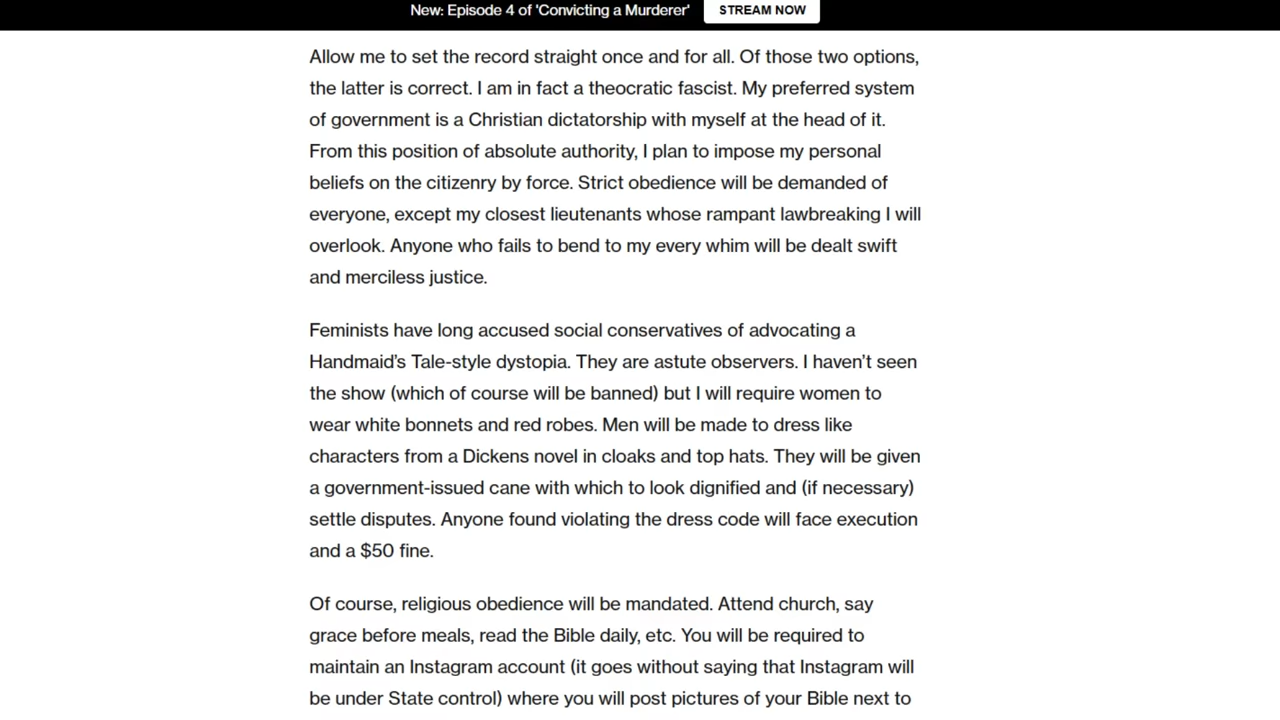 New: Episode 4 of 'Convicting a Murderer' STREAM NOW
Allow me to set the record straight once and for all. Of those two options,
the latter is correct. I am in fact a theocratic fascist. My preferred system
of government is a Christian dictatorship with myself at the head of it.
From this position of absolute authority, I plan to impose my personal
beliefs on the citizenry by force. Strict obedience will be demanded of
everyone, except my closest lieutenants whose rampant lawbreaking I will
overlook. Anyone who fails to bend to my every whim will be dealt swift
and merciless justice.
Feminists have long accused social conservatives of advocating a
Handmaid’s Tale-style dystopia. They are astute observers. I haven’t seen
the show (which of course will be banned) but I will require women to
wear white bonnets and red robes. Men will be made to dress like
characters from a Dickens novel in cloaks and top hats. They will be given
a government-issued cane with which to look dignified and (if necessary)
settle disputes. Anyone found violating the dress code will face execution
and a $50 fine.
Of course, religious obedience will be mandated. Attend church, say
grace before meals, read the Bible daily, etc. You will be required to
maintain an Instagram account (it goes without saying that Instagram will
be under State control) where you will post pictures of your Bible next to